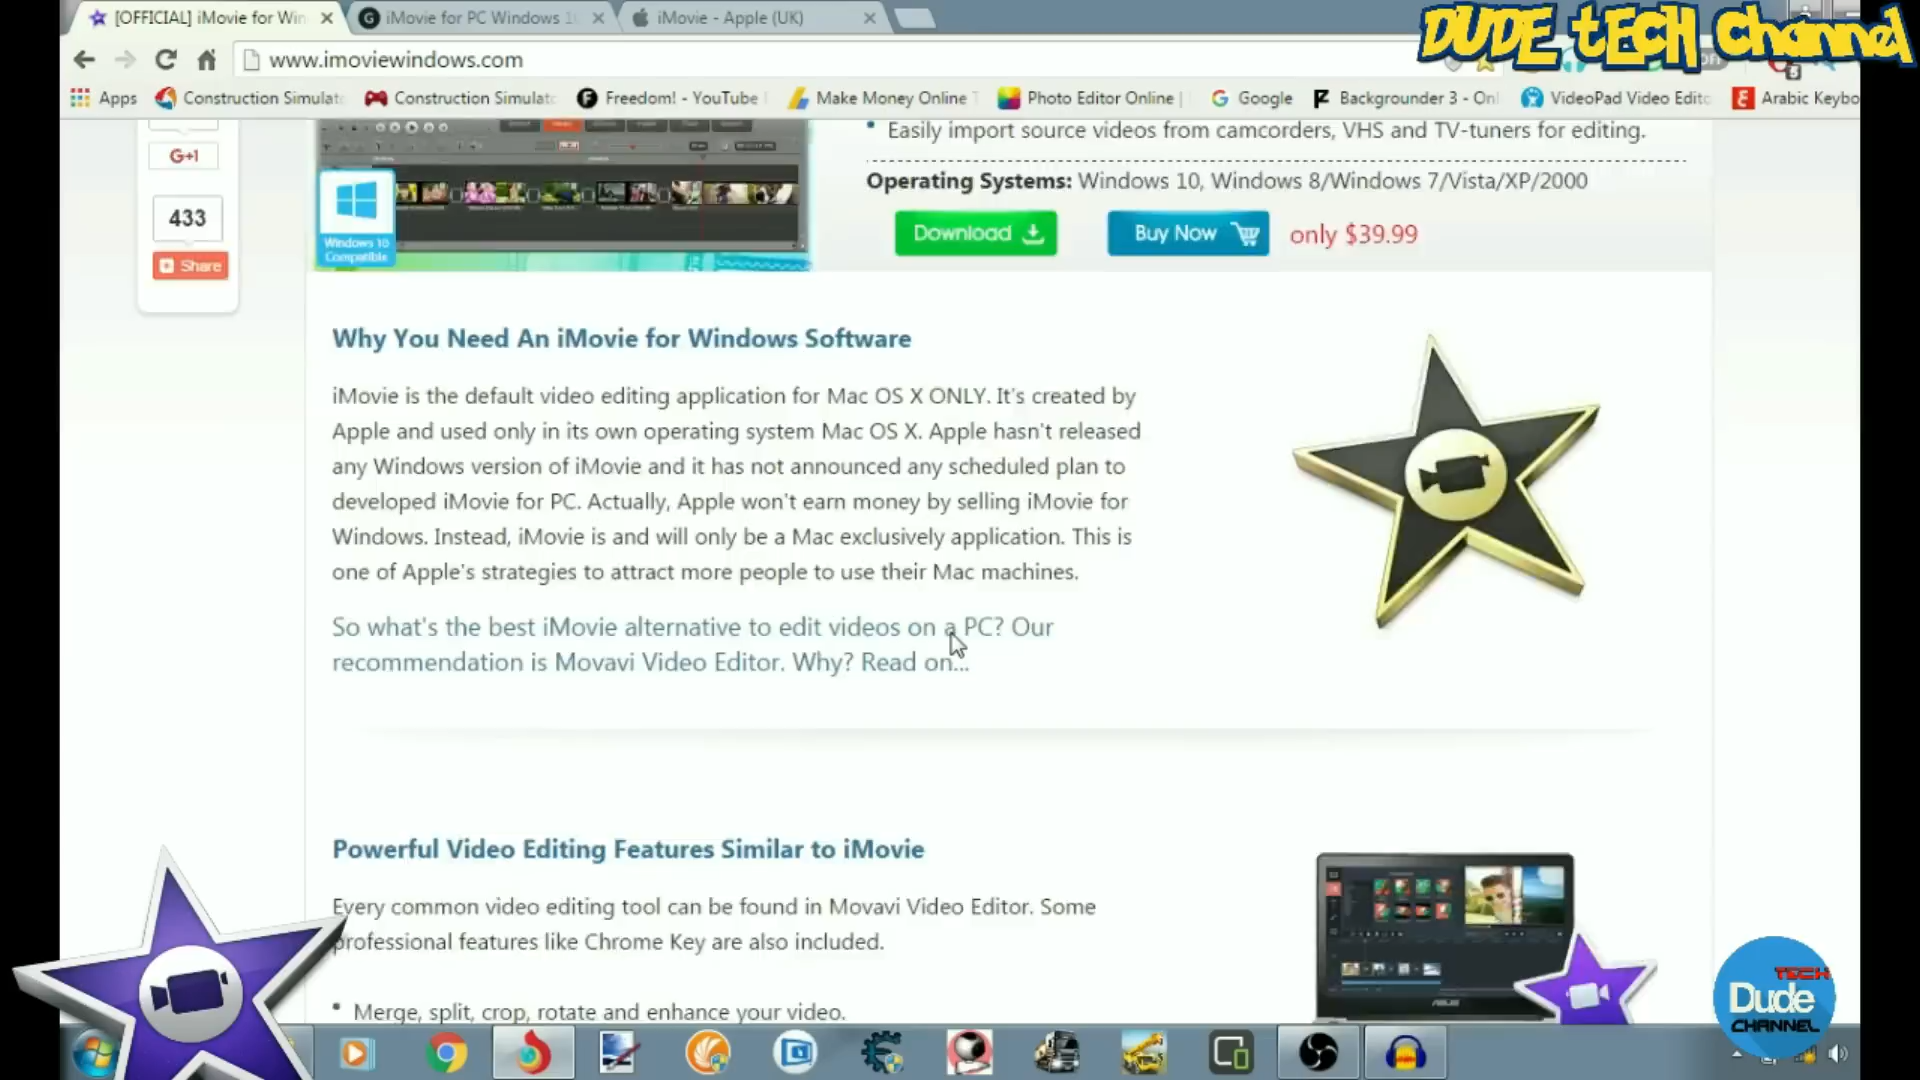 DUDE tECH Channel
[OFFICIAL] iMovie for Win
iMovie for PC Windows 1
iMovie - Apple (UK)
www.imoviewindows.com
Apps
Construction Simulat
Construction Simulat
Freedom! - YouTube
Make Money Online
Photo Editor Online
Google
Backgrounder 3 - Onl
VideoPad Video Edito
Arabic Keybo
G+1
433
Share
Windows 10
Compatible
Easily import source videos from camcorders, VHS and TV-tuners for editing.
Operating Systems: Windows 10, Windows 8/Windows 7/Vista/XP/2000
Download
Buy Now
only $39.99
Why You Need An iMovie for Windows Software
iMovie is the default video editing application for Mac OS X ONLY. It's created by
Apple and used only in its own operating system Mac OS X. Apple hasn't released
any Windows version of iMovie and it has not announced any scheduled plan to
developed iMovie for PC. Actually, Apple won't earn money by selling iMovie for
Windows. Instead, iMovie is and will only be a Mac exclusively application. This is
one of Apple's strategies to attract more people to use their Mac machines.
So what's the best iMovie alternative to edit videos on a PC? Our
recommendation is Movavi Video Editor. Why? Read on...
Powerful Video Editing Features Similar to iMovie
Every common video editing tool can be found in Movavi Video Editor. Some
professional features like Chrome Key are also included.
Merge, split, crop, rotate and enhance your video.
ASUS
TECH
Dude
CHANNEL